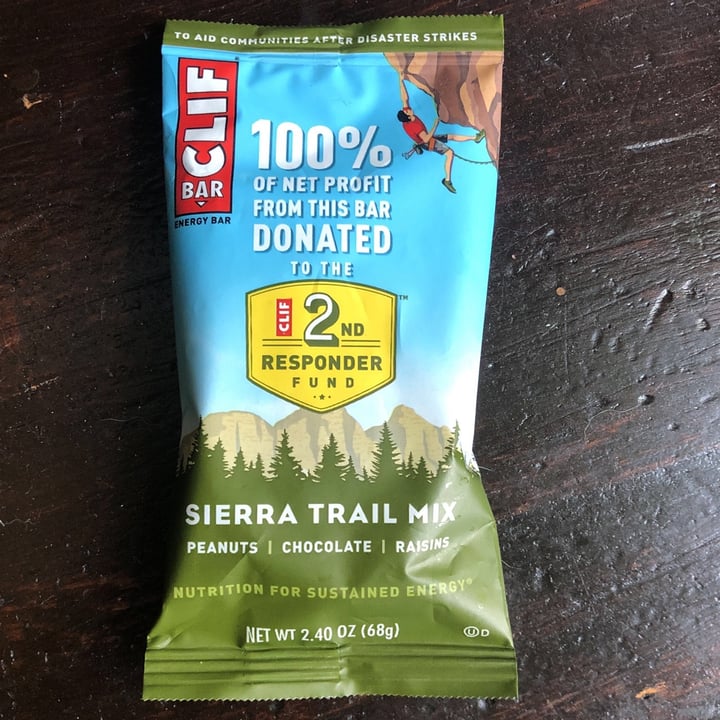 TO AID COMMUNITIES AFTER DISASTER STRIKES
CLIF
BAR
®
ENERGY BAR
100%
OF NET PROFIT
FROM THIS BAR
DONATED
TO THE
CLIF
2ND
™
RESPONDER
FUND
SIERRA TRAIL MIX
PEANUTS | CHOCOLATE | RAISINS
NUTRITION FOR SUSTAINED ENERGY®
NET WT 2.40 OZ (68g)
Ⓤ D